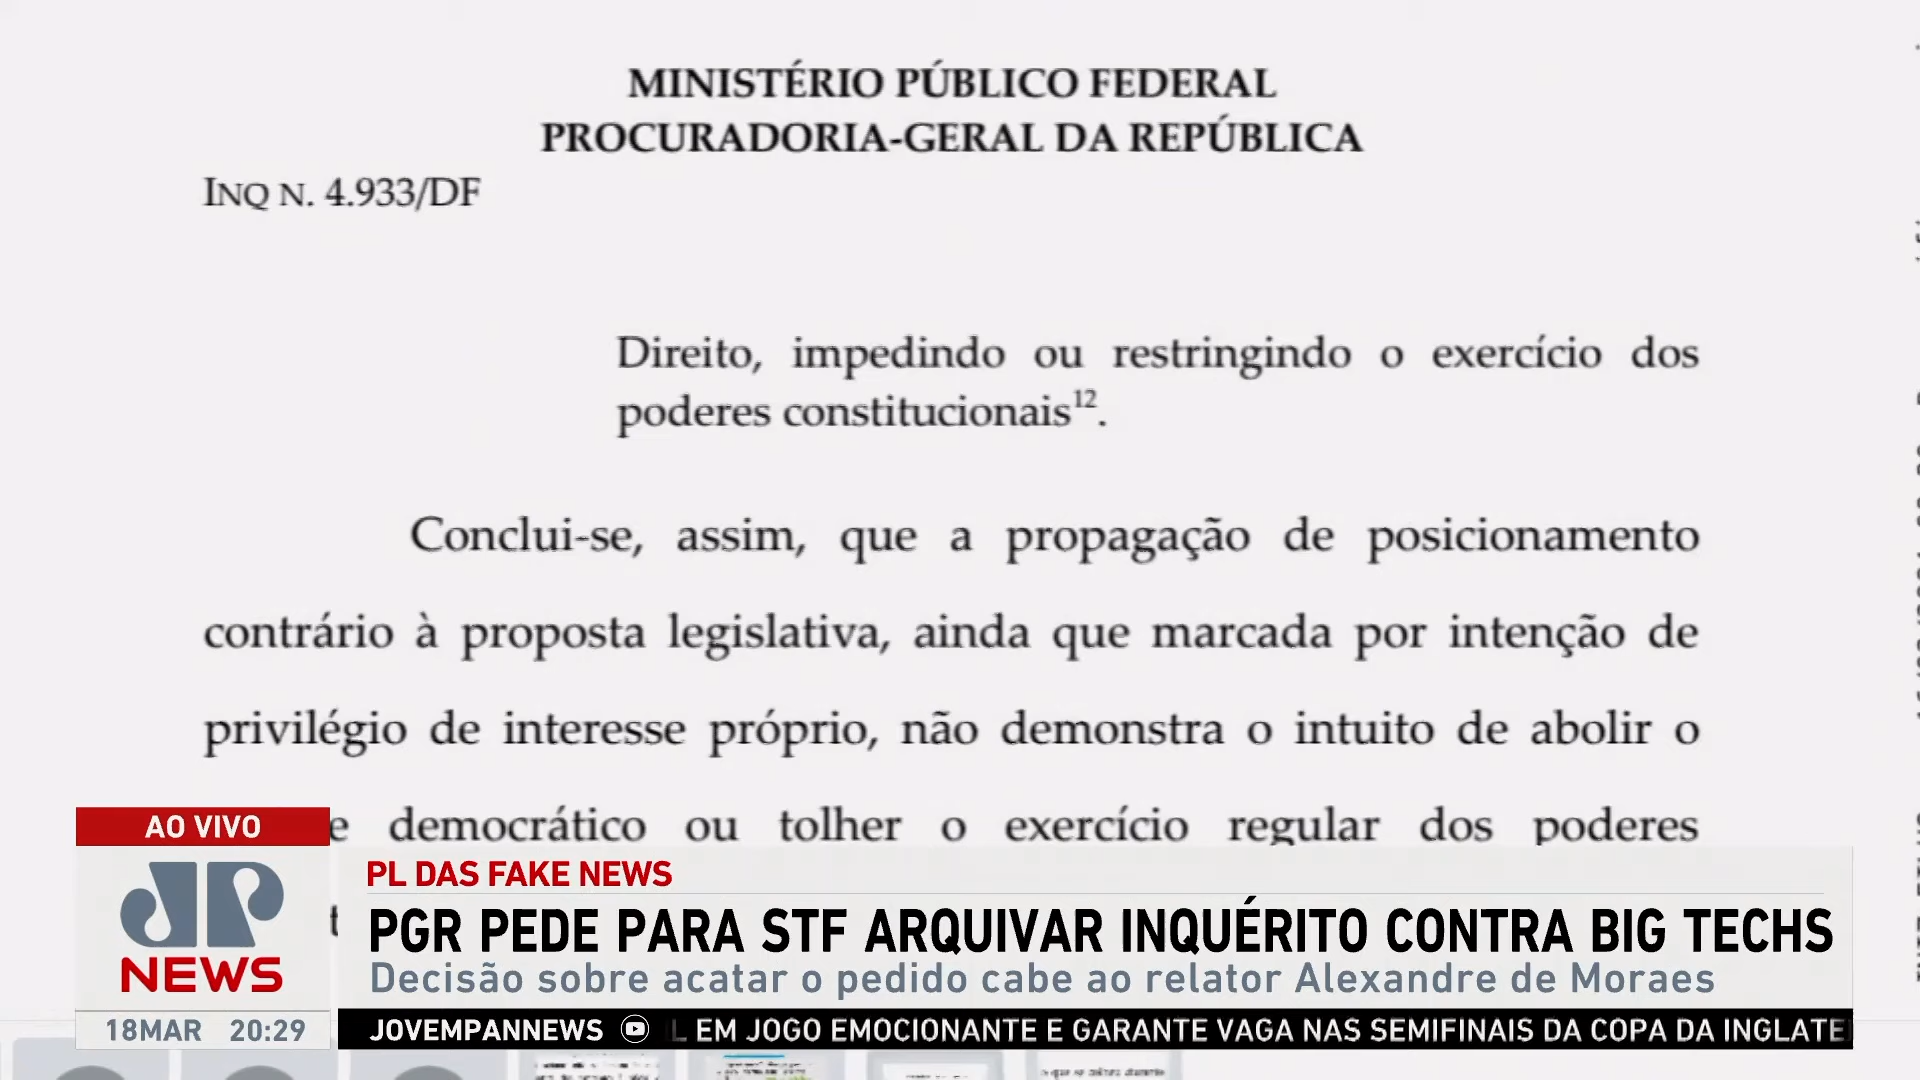 MINISTÉRIO PÚBLICO FEDERAL
PROCURADORIA-GERAL DA REPÚBLICA
INQ N. 4.933/DF
Direito, impedindo ou restringindo o exercício dos
poderes constitucionais12.
Conclui-se, assim, que a propagação de posicionamento
contrário à proposta legislativa, ainda que marcada por intenção de
privilégio de interesse próprio, não demonstra o intuito de abolir o
democrático ou tolher o exercício regular dos poderes
AO VIVO
JP
NEWS
18MAR 20:29
PL DAS FAKE NEWS
PGR PEDE PARA STF ARQUIVAR INQUÉRITO CONTRA BIG TECHS
Decisão sobre acatar o pedido cabe ao relator Alexandre de Moraes
JOVEMPANNEWS L EM JOGO EMOCIONANTE E GARANTE VAGA NAS SEMIFINAIS DA COPA DA INGLATE